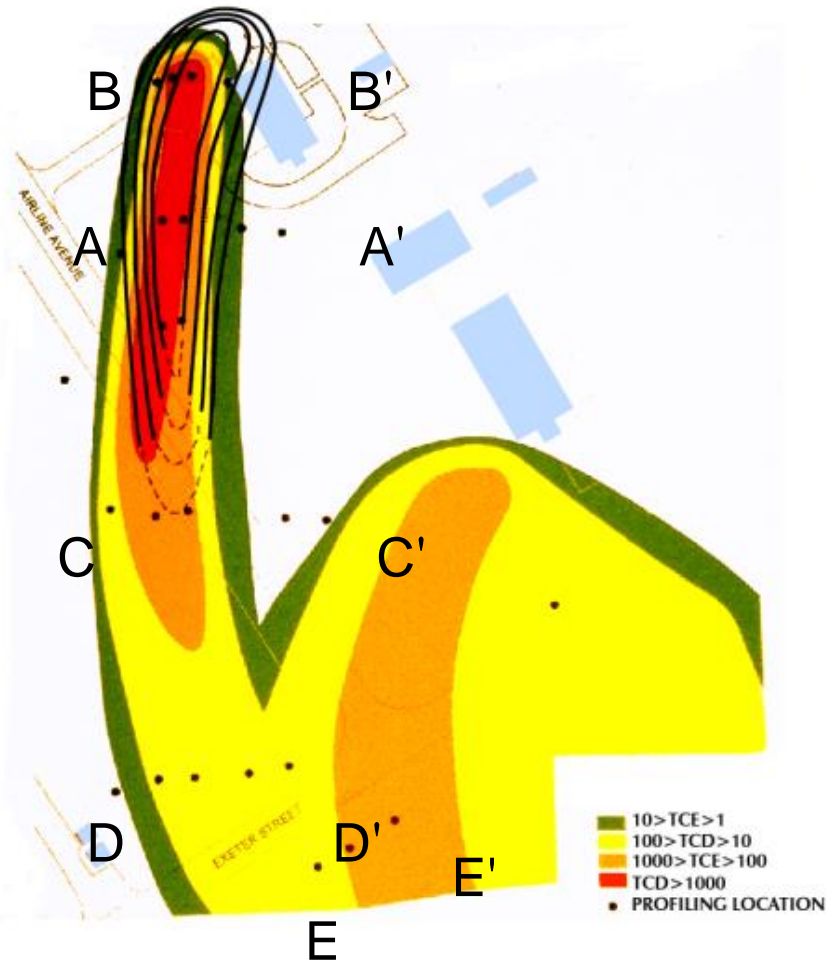 B B'
AIRLINE AVENUE
A A'
C C'
D D'
EXETER STREET
E E'
10>TCE>1
100>TCD>10
1000>TCE>100
TCD>1000
PROFILING LOCATION